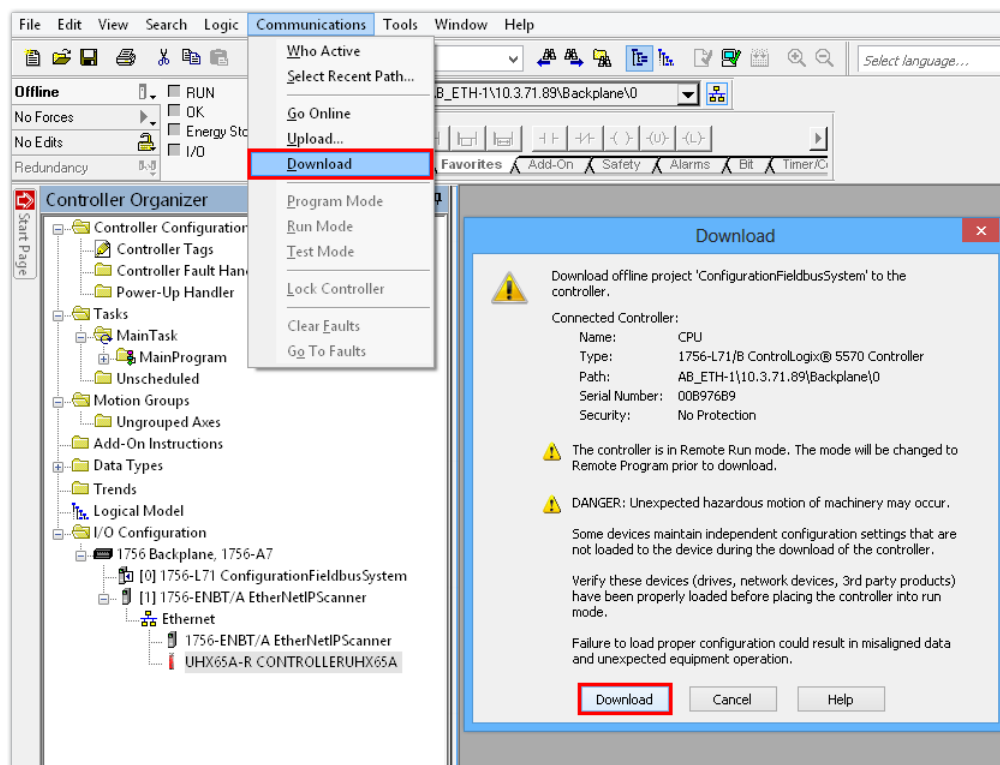 File Edit View Search Logic Communications Tools Window Help
Select language...
Offline
RUN
No Forces
OK
No Edits
Redundancy
I/O
AB_ETH-1\10.3.71.89\Backplane\0
Favorites Add-On Safety Alarms Bit
Who Active
Select Recent Path...
Go Online
Upload...
Download
Program Mode
Run Mode
Test Mode
Lock Controller
Clear Faults
Go To Faults
Start Page
Controller Organizer
Controller Configuration
Controller Tags
Controller Fault
Power-Up Handler
Tasks
MainTask
MainProgram
Unscheduled
Motion Groups
Ungrouped Axes
Add-On Instructions
Data Types
Trends
Logical Model
I/O Configuration
1756 Backplane, 1756-A7
[0] 1756-L71 ConfigurationFieldbusSystem
[1] 1756-ENBT/A EtherNetIPScanner
Ethernet
1756-ENBT/A EtherNetIPScanner
UHX65A-R CONTROLLERUHX65A
Download
Download offline project 'ConfigurationFieldbusSystem' to the
controller.
Connected Controller:
Name: CPU
Type: 1756-L71/B ControlLogix® 5570 Controller
Path: AB_ETH-1\10.3.71.89\Backplane\0
Serial Number: 00B976B9
Security: No Protection
The controller is in Remote Run mode. The mode will be changed to
Remote Program prior to download.
DANGER: Unexpected hazardous motion of machinery may occur.
Some devices maintain independent configuration settings that are
not loaded to the device during the download of the controller.
Verify these devices (drives, network devices, 3rd party products)
have been properly loaded before placing the controller into run
mode.
Failure to load proper configuration could result in misaligned data
and unexpected equipment operation.
Download Cancel Help